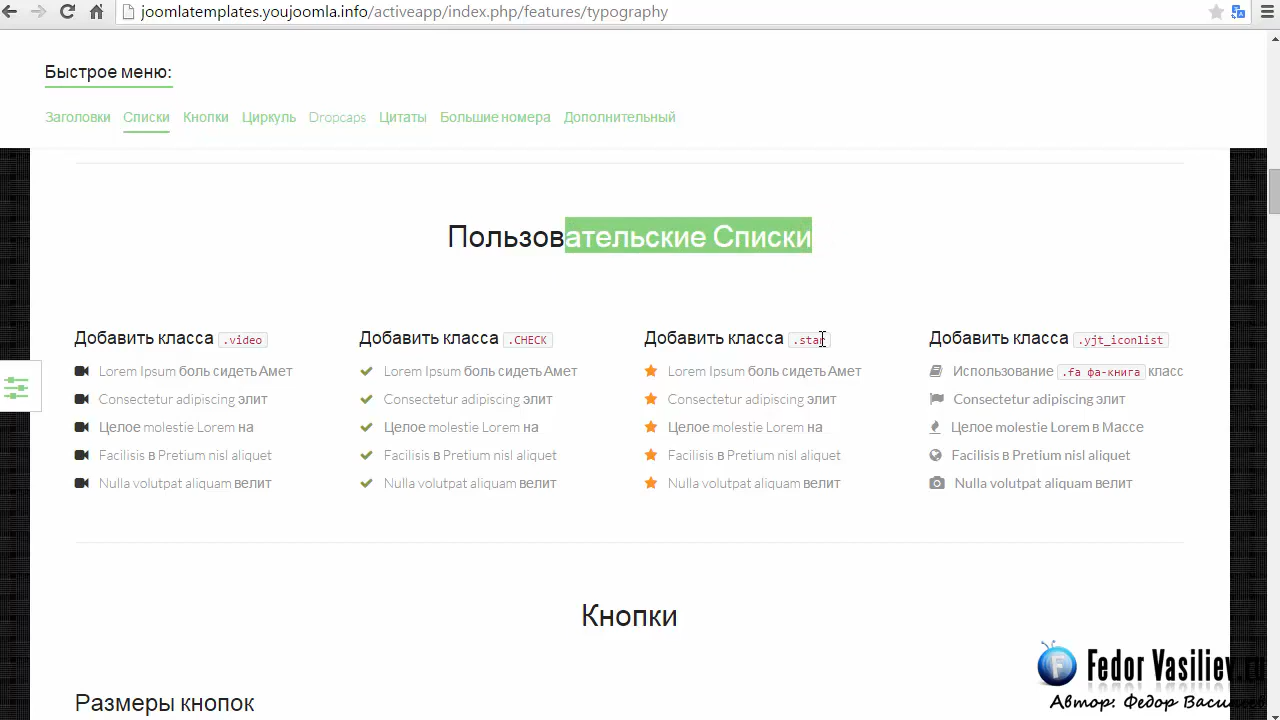 joomlatemplates.youjoomla.info/activeapp/index.php/features/typography
Быстрое меню:
Заголовки Списки Кнопки Циркуль Dropcaps Цитаты Большие номера Дополнительный
Пользовательские Списки
Добавить класса .video
Lorem Ipsum боль сидеть Амет
Consectetur adipiscing элит
Целое molestie Lorem на
Facilisis в Pretium nisl aliquet
Nulla volutpat aliquam велит
Добавить класса .CHECK
Lorem Ipsum боль сидеть Амет
Consectetur adipiscing элит
Целое molestie Lorem на
Facilisis в Pretium nisl aliquet
Nulla volutpat aliquam велит
Добавить класса .star
Lorem Ipsum боль сидеть Амет
Consectetur adipiscing элит
Целое molestie Lorem на
Facilisis в Pretium nisl aliquet
Nulla volutpat aliquam велит
Добавить класса .yjt_iconlist
Использование .fa фа-книга класс
Consectetur adipiscing элит
Целое molestie Lorem в Массе
Facilisis в Pretium nisl aliquet
Nulla volutpat aliquam велит
Кнопки
Размеры кнопок
Fedor Vasiliev
Автор: Федор